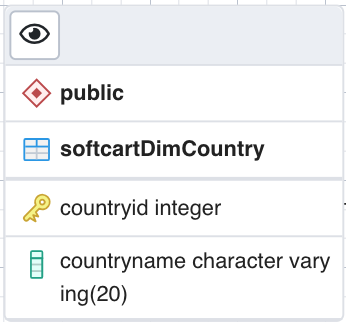 public
softcartDimCountry
countryid integer
countryname character vary
ing(20)